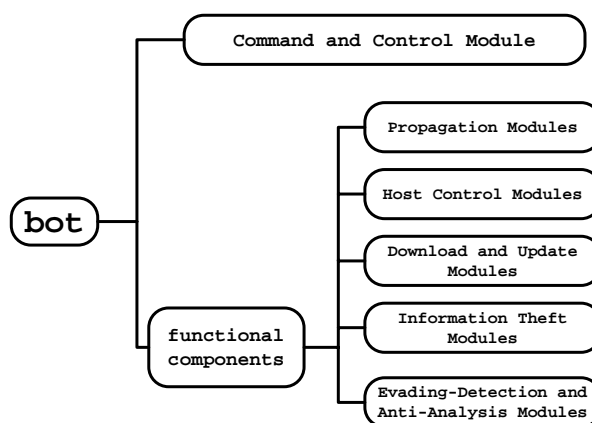 Command and Control Module
Propagation Modules
Host Control Modules
bot
Download and Update
Modules
functional
components
Information Theft
Modules
Evading-Detection and
Anti-Analysis Modules